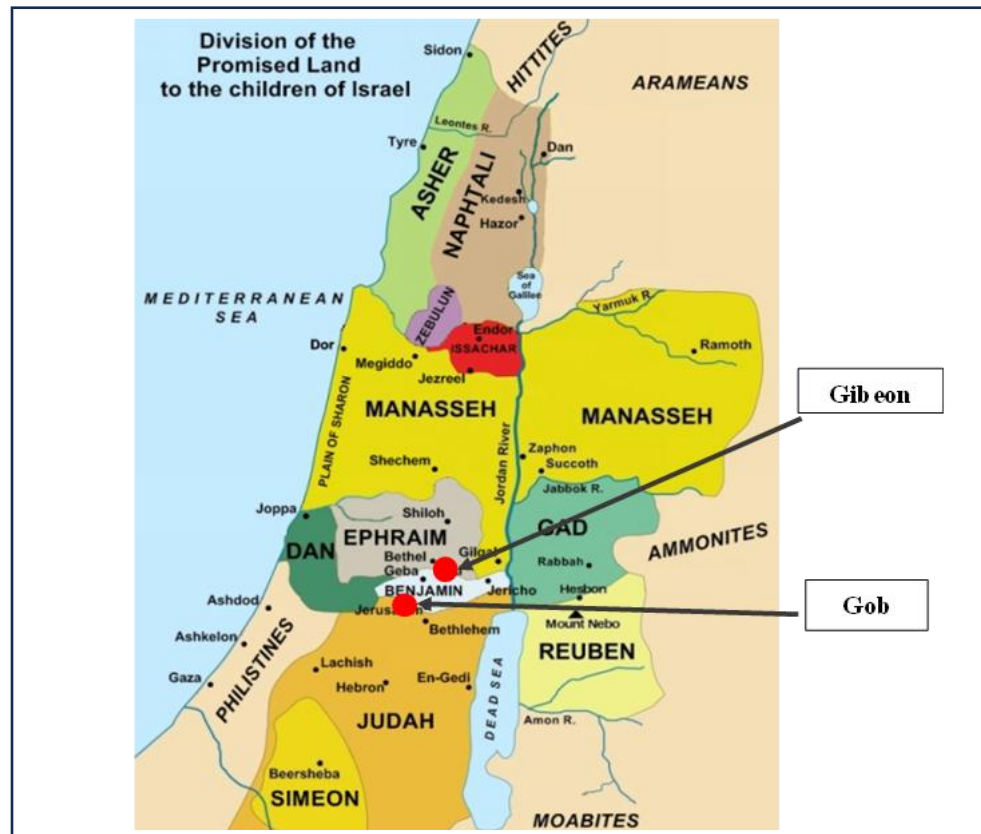 Division of the
Promised Land
to the children of Israel
Sidon
HITTITES
ARAMEANS
Leontes R.
Tyre
Dan
ASHER
NAPHTALI
Kedesh
Hazor
Sea
of
Galilee
MEDITERRANEAN
SEA
ZEBULUN
Yarmuk R.
Dor
Endor
ISSACHAR
Ramoth
Megiddo
Jezreel
Gibeon
MANASSEH
MANASSEH
PLAIN OF SHARON
Jordan River
Zaphon
Succoth
Shechem
Jabbok R.
Joppa
Shiloh
GAD
DAN
EPHRAIM
AMMONITES
Bethel
Gilgal
Rabbah
Geba
BENJAMIN
Jericho
Hesbon
Ashdod
Gob
Bethlehem
Mount Nebo
Ashkelon
REUBEN
PHILISTINES
Lachish
Gaza
Hebron
En-Gedi
DEAD SEA
JUDAH
Arnon R.
Beersheba
SIMEON
MOABITES